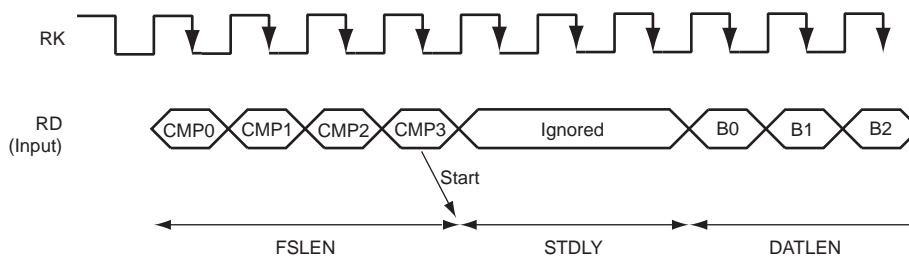 RK
RD
(Input)
CMP0 CMP1 CMP2 CMP3 Ignored B0 B1 B2
Start
FSLEN STDLY DATLEN